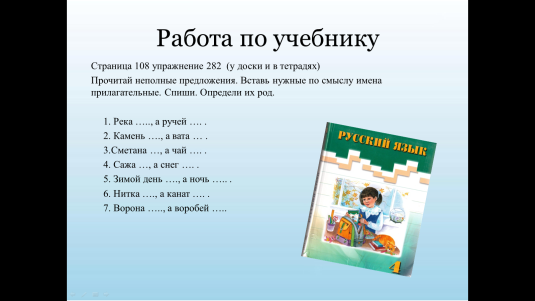 Работа по учебнику
Страница 108 упражнение 282 (у доски и в тетрадях)
Прочитай неполные предложения. Вставь нужные по смыслу имена
прилагательные. Спиши. Определи их род.
1. Река ….., а ручей …. .
2. Камень …., а вата … .
3.Сметана …, а чай …. .
4. Сажа …, а снег …. .
5. Зимой день …., а ночь ….. .
6. Нитка …., а канат …. .
7. Ворона ….., а воробей …..
РУССКИЙ ЯЗЫК
4